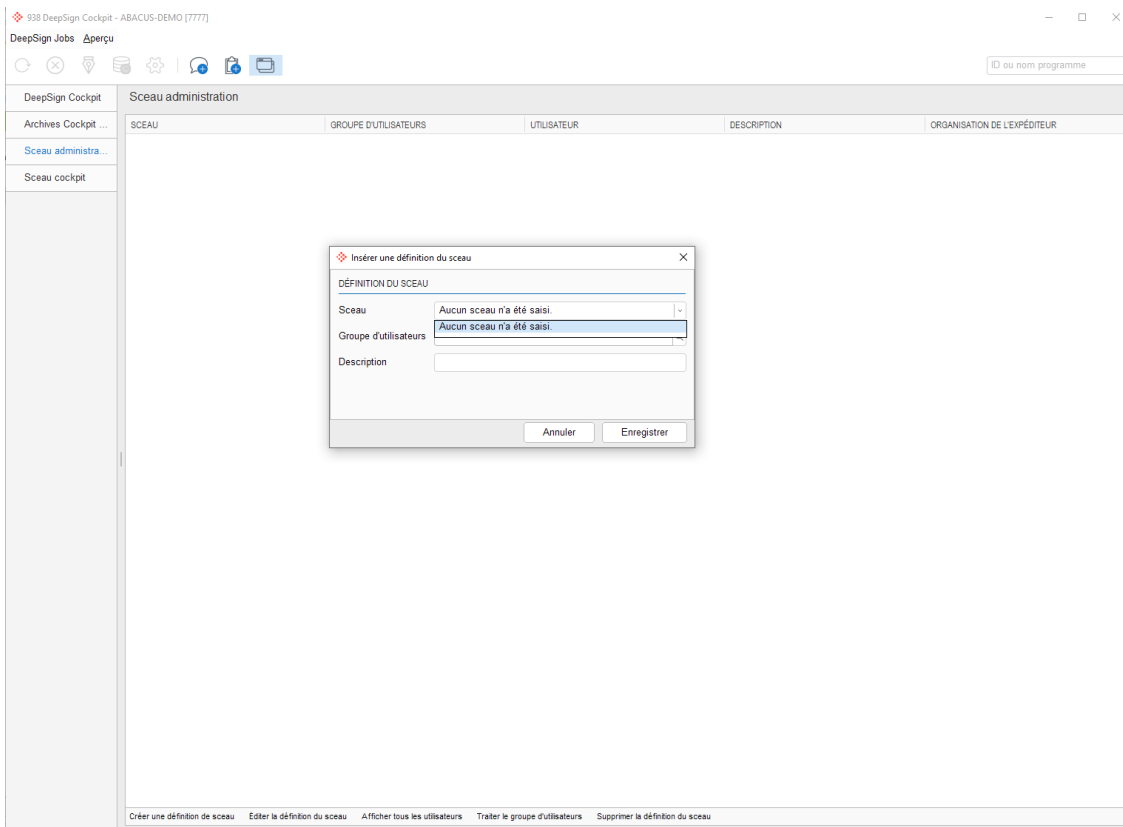 938 DeepSign Cockpit - ABACUS-DEMO [7777]
DeepSign Jobs Aperçu
ID ou nom programme
DeepSign Cockpit
Archives Cockpit ...
Sceau administra...
Sceau cockpit
Sceau administration
SCEAU GROUPE D'UTILISATEURS UTILISATEUR DESCRIPTION ORGANISATION DE L'EXPÉDITEUR
Insérer une définition du sceau
DÉFINITION DU SCEAU
Sceau Aucun sceau n'a été saisi.
Aucun sceau n'a été saisi.
Groupe d'utilisateurs
Description
Annuler Enregistrer
Créer une définition de sceau Editer la définition du sceau Afficher tous les utilisateurs Traiter le groupe d'utilisateurs Supprimer la définition du sceau